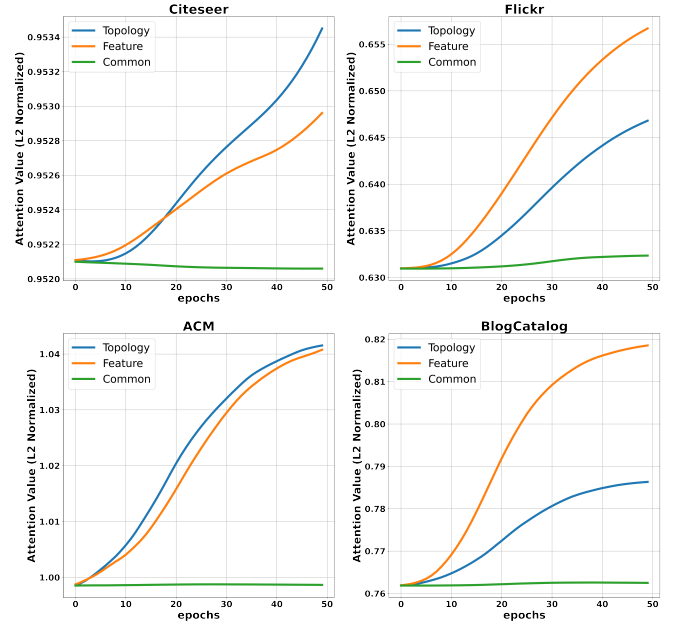 Citeseer
Topology
Feature
Common
Attention Value (L2 Normalized)
0.9534
0.9532
0.9530
0.9528
0.9526
0.9524
0.9522
0.9520
0 10 20 30 40 50
epochs
Flickr
Topology
Feature
Common
Attention Value (L2 Normalized)
0.655
0.650
0.645
0.640
0.635
0.630
0 10 20 30 40 50
epochs
ACM
Topology
Feature
Common
Attention Value (L2 Normalized)
1.04
1.03
1.02
1.01
1.00
0 10 20 30 40 50
epochs
BlogCatalog
Topology
Feature
Common
Attention Value (L2 Normalized)
0.82
0.81
0.80
0.79
0.78
0.77
0.76
0 10 20 30 40 50
epochs